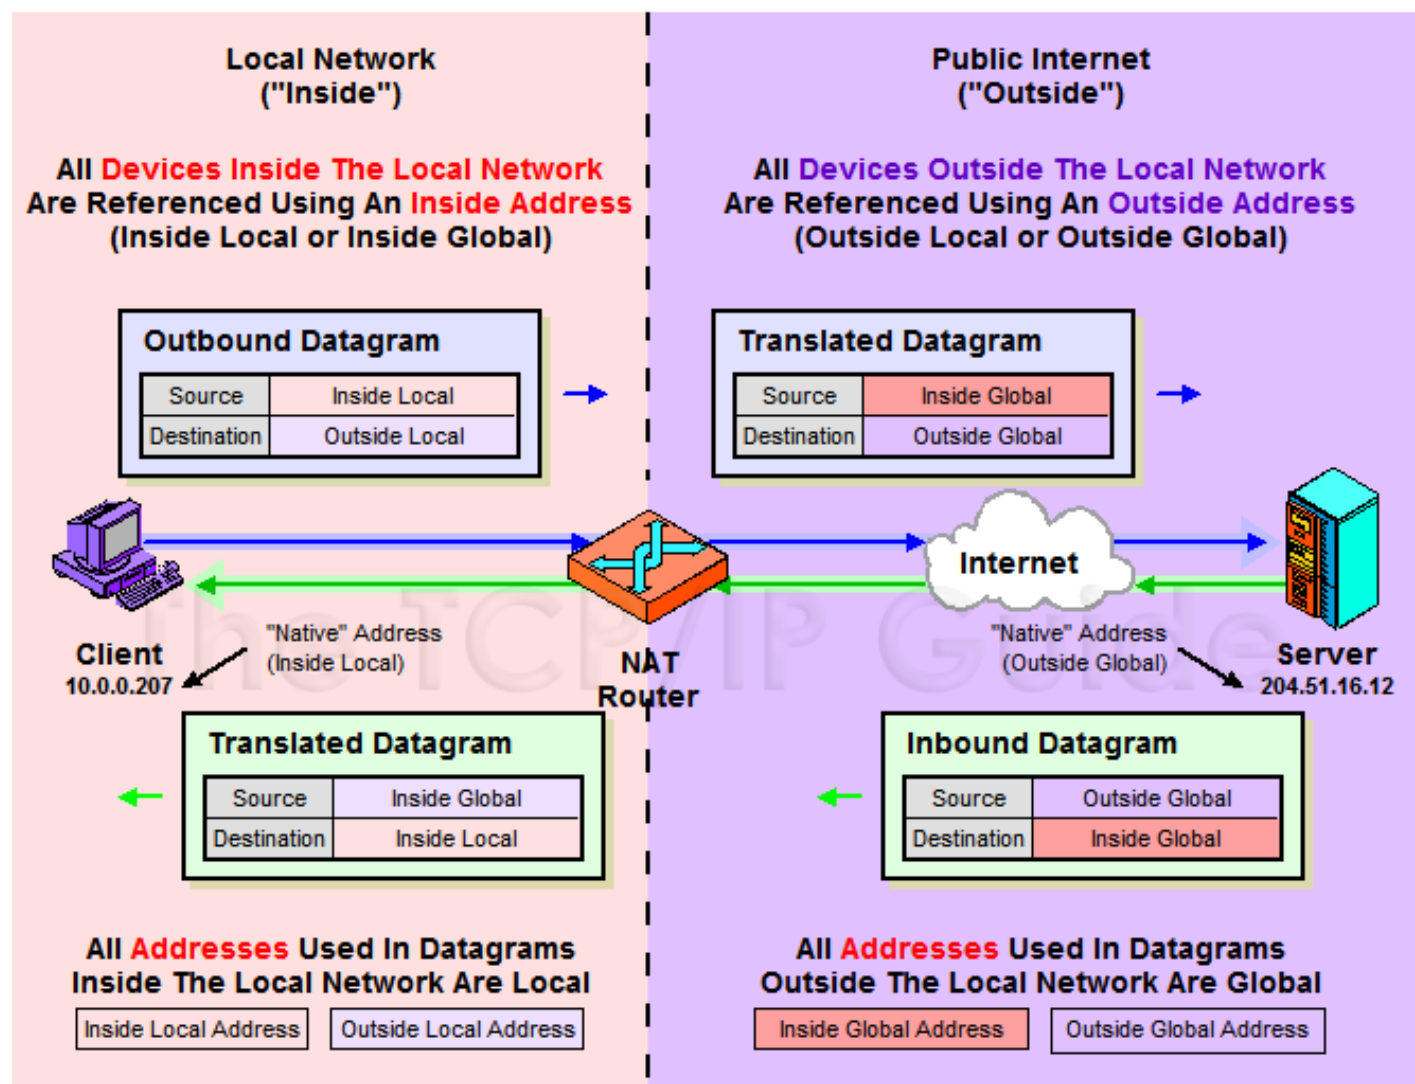 Local Network
("Inside")
Public Internet
("Outside")
All Devices Inside The Local Network
Are Referenced Using An Inside Address
(Inside Local or Inside Global)
All Devices Outside The Local Network
Are Referenced Using An Outside Address
(Outside Local or Outside Global)
Outbound Datagram
Source Inside Local
Destination Outside Local
Translated Datagram
Source Inside Global
Destination Outside Global
Internet
The TCP/IP Guide
"Native" Address
(Inside Local)
Client
10.0.0.207
NAT
Router
"Native" Address
(Outside Global)
Server
204.51.16.12
Translated Datagram
Source Inside Global
Destination Inside Local
Inbound Datagram
Source Outside Global
Destination Inside Global
All Addresses Used In Datagrams
Inside The Local Network Are Local
Inside Local Address Outside Local Address
All Addresses Used In Datagrams
Outside The Local Network Are Global
Inside Global Address Outside Global Address